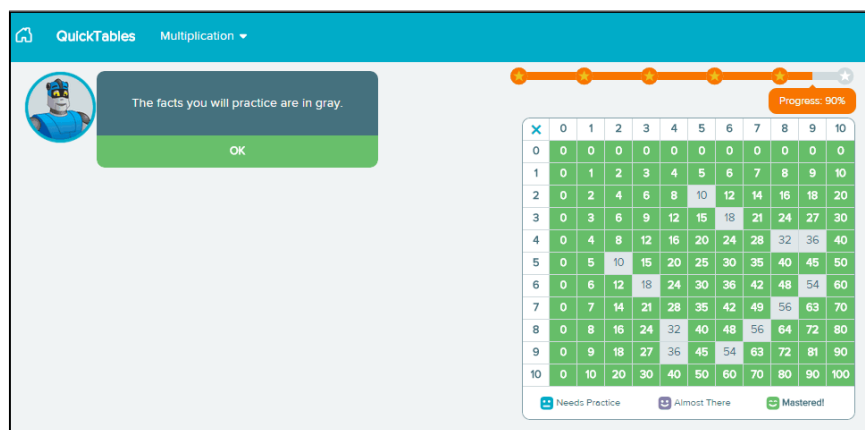 QuickTables Multiplication
The facts you will practice are in gray.
OK
Progress: 90%
× 0 1 2 3 4 5 6 7 8 9 10
0 0 0 0 0 0 0 0 0 0 0 0
1 0 1 2 3 4 5 6 7 8 9 10
2 0 2 4 6 8 10 12 14 16 18 20
3 0 3 6 9 12 15 18 21 24 27 30
4 0 4 8 12 16 20 24 28 32 36 40
5 0 5 10 15 20 25 30 35 40 45 50
6 0 6 12 18 24 30 36 42 48 54 60
7 0 7 14 21 28 35 42 49 56 63 70
8 0 8 16 24 32 40 48 56 64 72 80
9 0 9 18 27 36 45 54 63 72 81 90
10 0 10 20 30 40 50 60 70 80 90 100
Needs Practice Almost There Mastered!